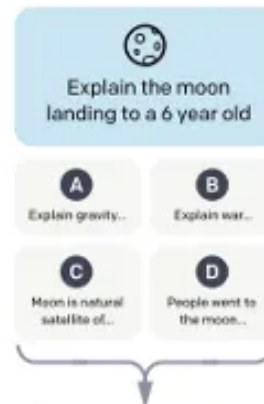 Explain the moon
landing to a 6 year old
A
Explain gravity...
B
Explain war...
C
Moon is natural
satellite of...
D
People went to
the moon...